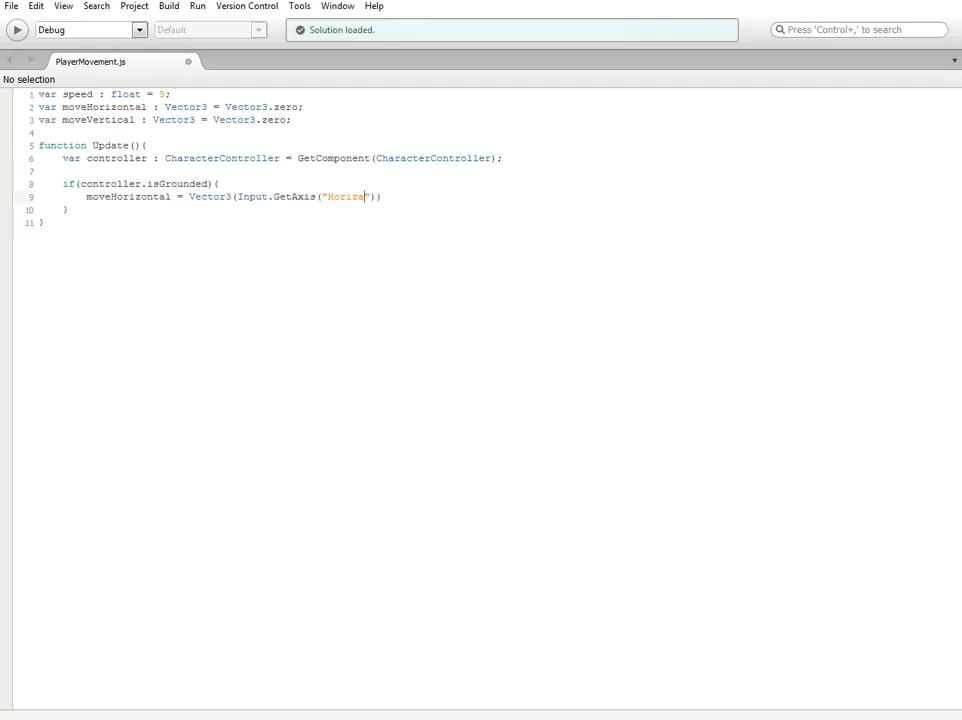 File Edit View Search Project Build Run Version Control Tools Window Help
Debug Default Solution loaded. Press 'Control+,' to search
PlayerMovement.js
No selection
1 var speed : float = 5;
2 var moveHorizontal : Vector3 = Vector3.zero;
3 var moveVertical : Vector3 = Vector3.zero;
4
5 function Update(){
6 var controller : CharacterController = GetComponent(CharacterController);
7
8 if(controller.isGrounded){
9 moveHorizontal = Vector3(Input.GetAxis("Horiza"))
10 }
11 }